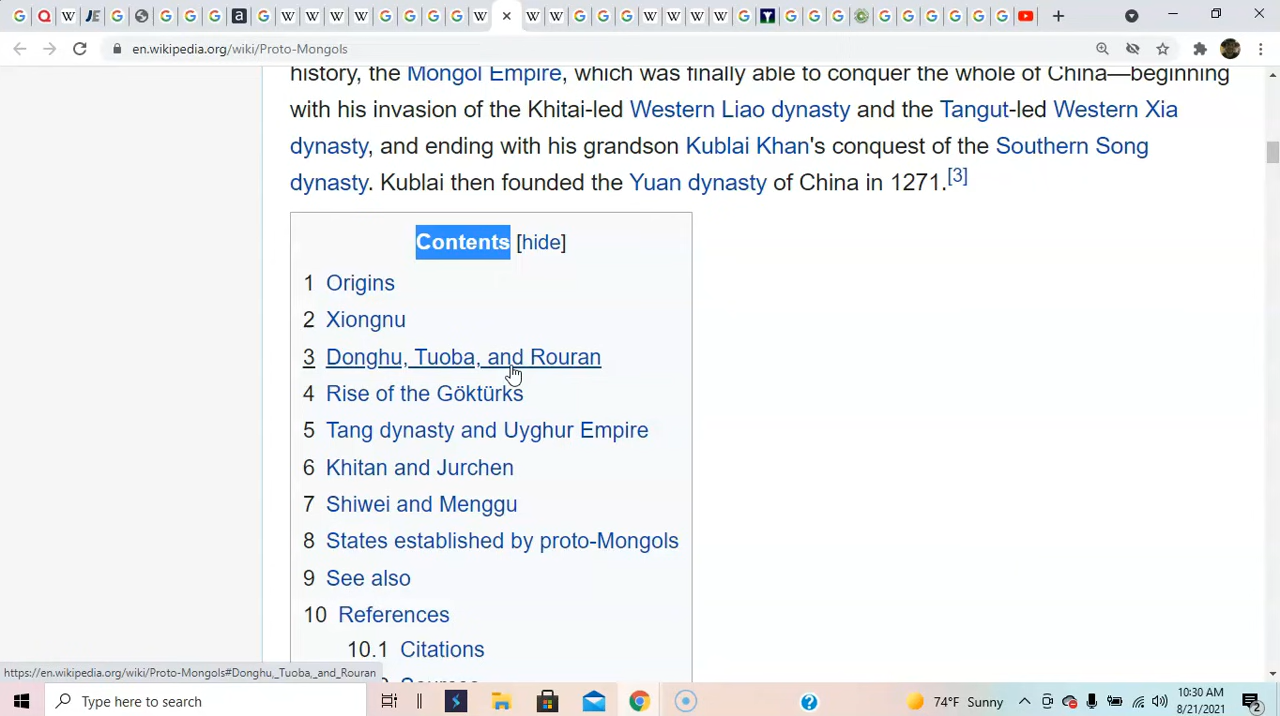 en.wikipedia.org/wiki/Proto-Mongols
history, the Mongol Empire, which was finally able to conquer the whole of China—beginning
with his invasion of the Khitai-led Western Liao dynasty and the Tangut-led Western Xia
dynasty, and ending with his grandson Kublai Khan's conquest of the Southern Song
dynasty. Kublai then founded the Yuan dynasty of China in 1271.[3]
Contents [hide]
1 Origins
2 Xiongnu
3 Donghu, Tuoba, and Rouran
4 Rise of the Göktürks
5 Tang dynasty and Uyghur Empire
6 Khitan and Jurchen
7 Shiwei and Menggu
8 States established by proto-Mongols
9 See also
10 References
10.1 Citations
https://en.wikipedia.org/wiki/Proto-Mongols#Donghu,_Tuoba,_and_Rouran
Type here to search
74°F Sunny
10:30 AM
8/21/2021
2